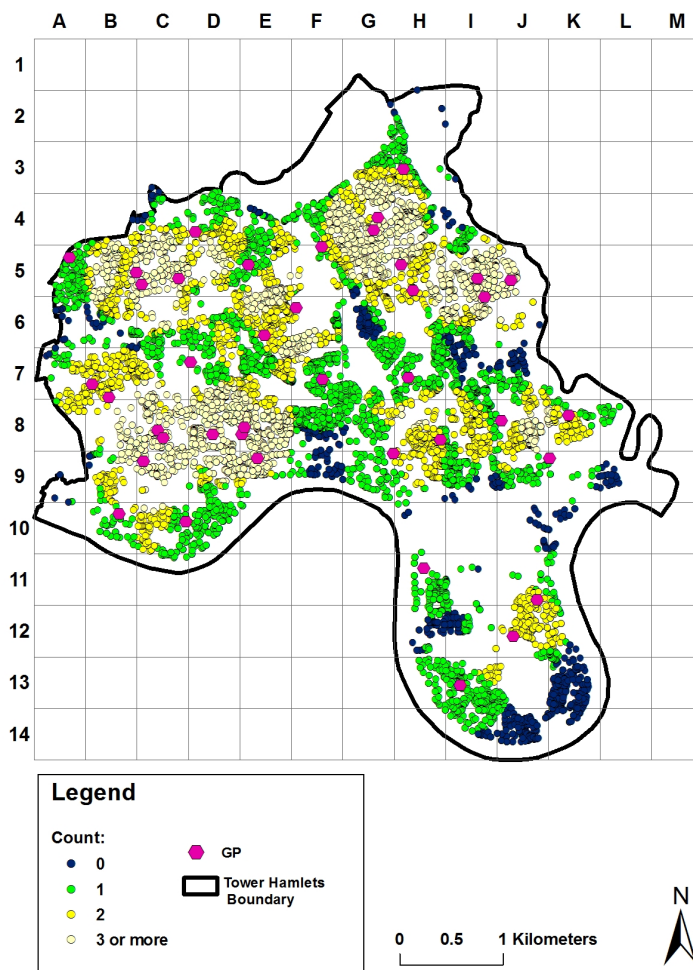 A B C D E F G H I J K L M
1
2
3
4
5
6
7
8
9
10
11
12
13
14
Legend
Count:
0
1
2
3 or more
GP
Tower Hamlets
Boundary
N
0 0.5 1 Kilometers